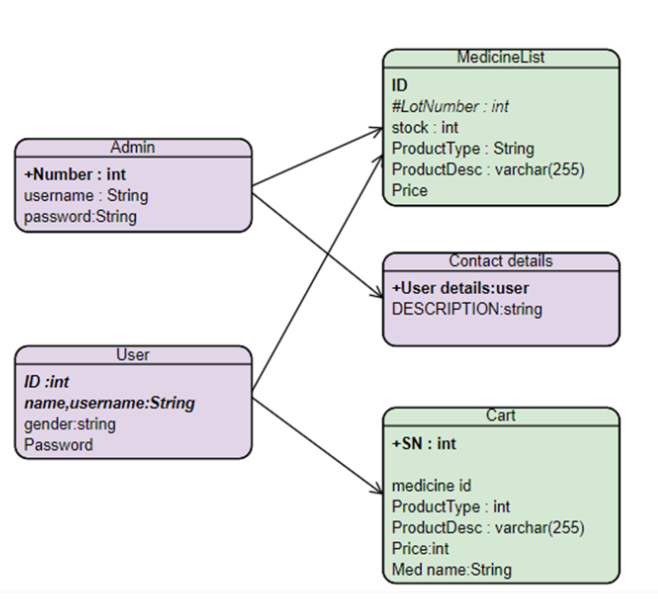 Admin
+Number : int
username : String
password:String
User
ID :int
name,username:String
gender:string
Password
MedicineList
ID
#LotNumber : int
stock : int
ProductType : String
ProductDesc : varchar(255)
Price
Contact details
+User details:user
DESCRIPTION:string
Cart
+SN : int
medicine id
ProductType : int
ProductDesc : varchar(255)
Price:int
Med name:String